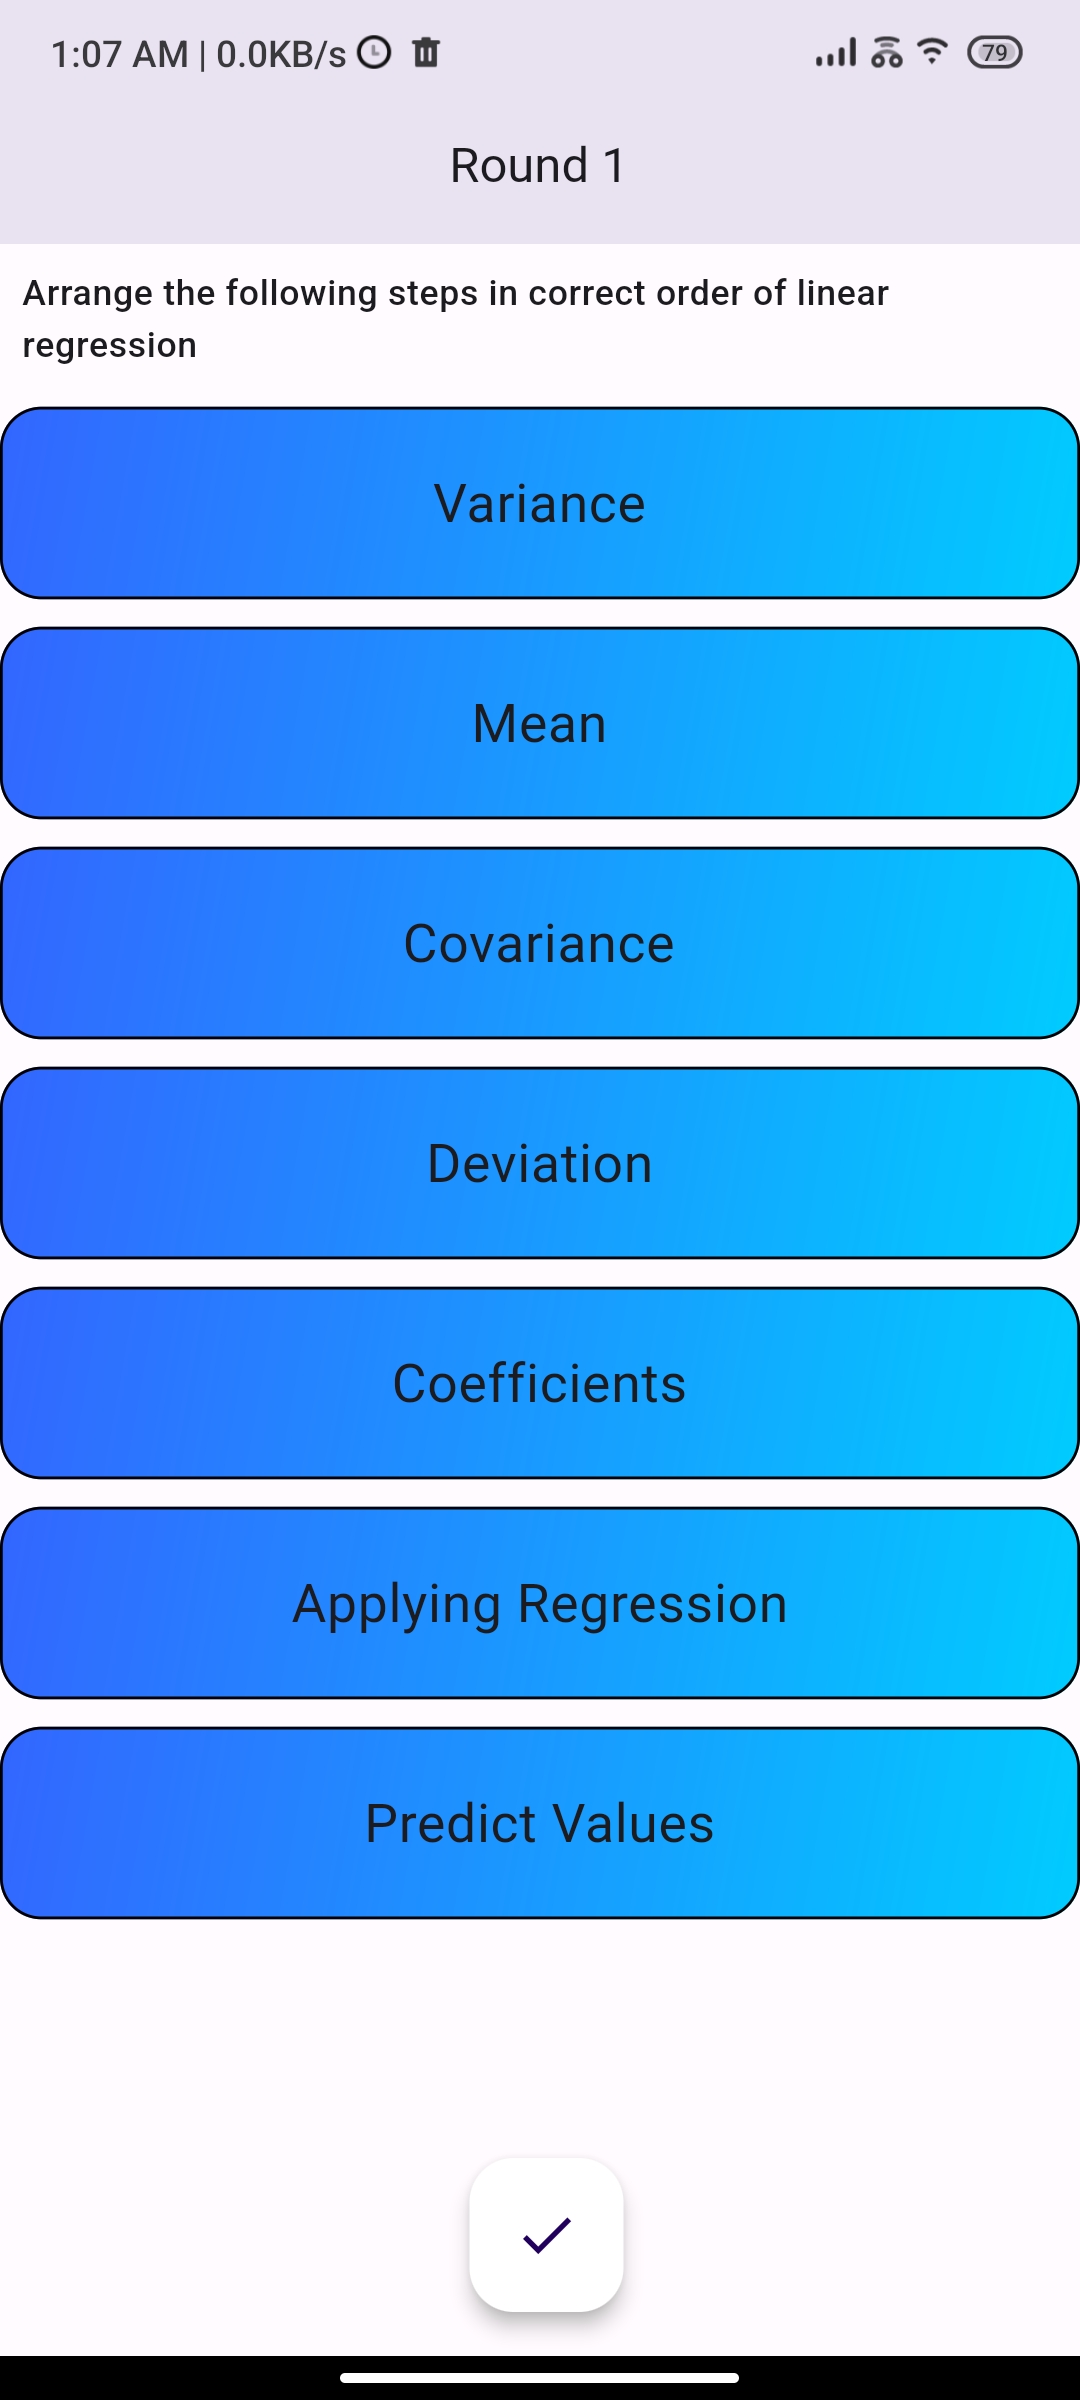 1:07 AM | 0.0KB/s 79
Round 1
Arrange the following steps in correct order of linear
regression
Variance
Mean
Covariance
Deviation
Coefficients
Applying Regression
Predict Values